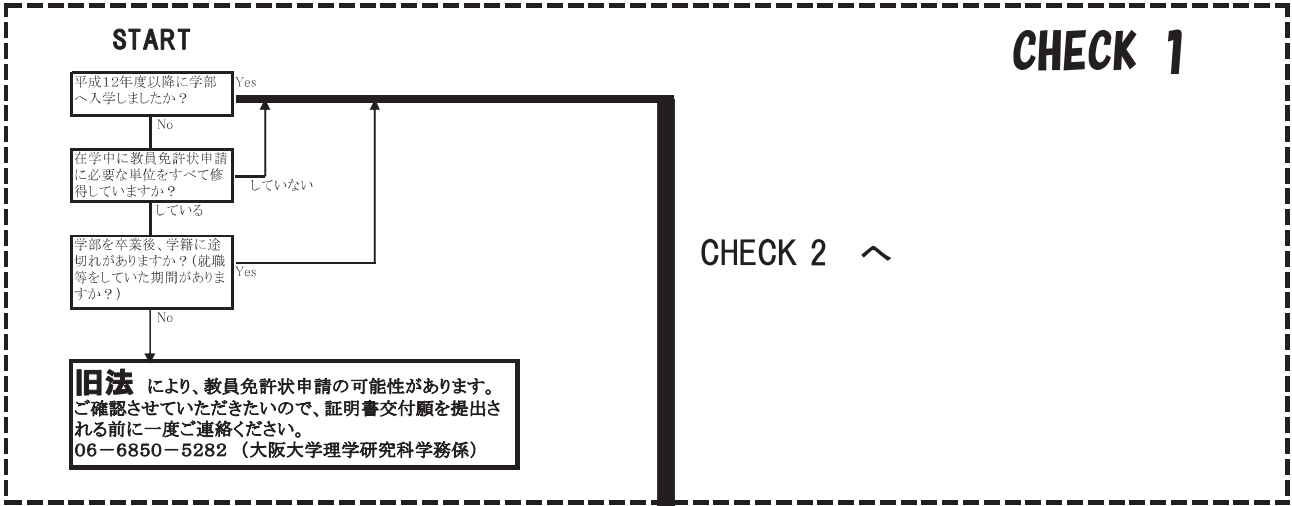 START
CHECK 1
平成12年度以降に学部
へ入学しましたか？
Yes
No
在学中に教員免許状申請
に必要な単位をすべて修
得していますか？
していない
している
学部を卒業後、学籍に途
切れがありますか？（就職
等をしていた期間がありま
すか？）
Yes
No
CHECK 2 へ
旧法 により、教員免許状申請の可能性があります。
ご確認させていただきたいので、証明書交付願を提出さ
れる前に一度ご連絡ください。
06－6850－5282 （大阪大学理学研究科学務係）